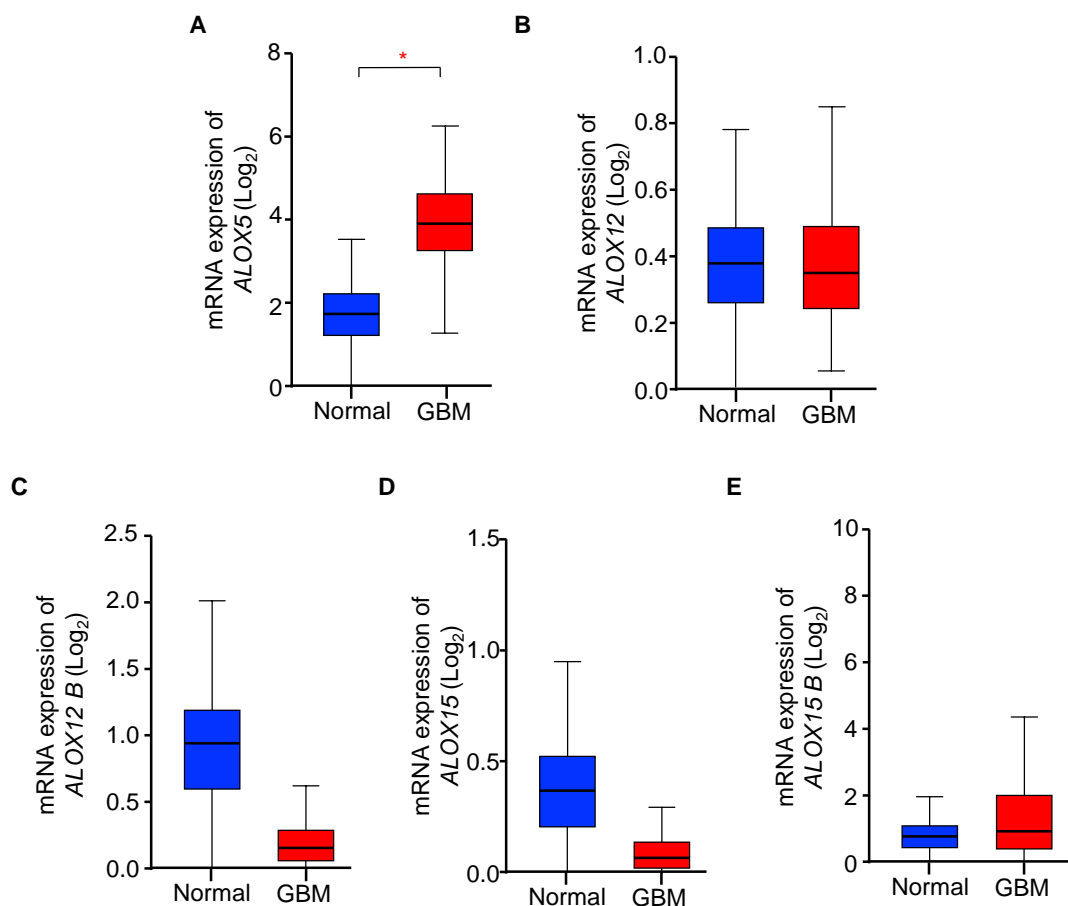 A
mRNA expression of
ALOX5 (Log₂)
8
6
4
2
0
*
Normal GBM
B
mRNA expression of
ALOX12 (Log₂)
1.0
0.8
0.6
0.4
0.2
0.0
Normal GBM
C
mRNA expression of
ALOX12 B (Log₂)
2.5
2.0
1.5
1.0
0.5
0.0
Normal GBM
D
mRNA expression of
ALOX15 (Log₂)
1.5
1.0
0.5
0.0
Normal GBM
E
mRNA expression of
ALOX15 B (Log₂)
10
8
6
4
2
0
Normal GBM